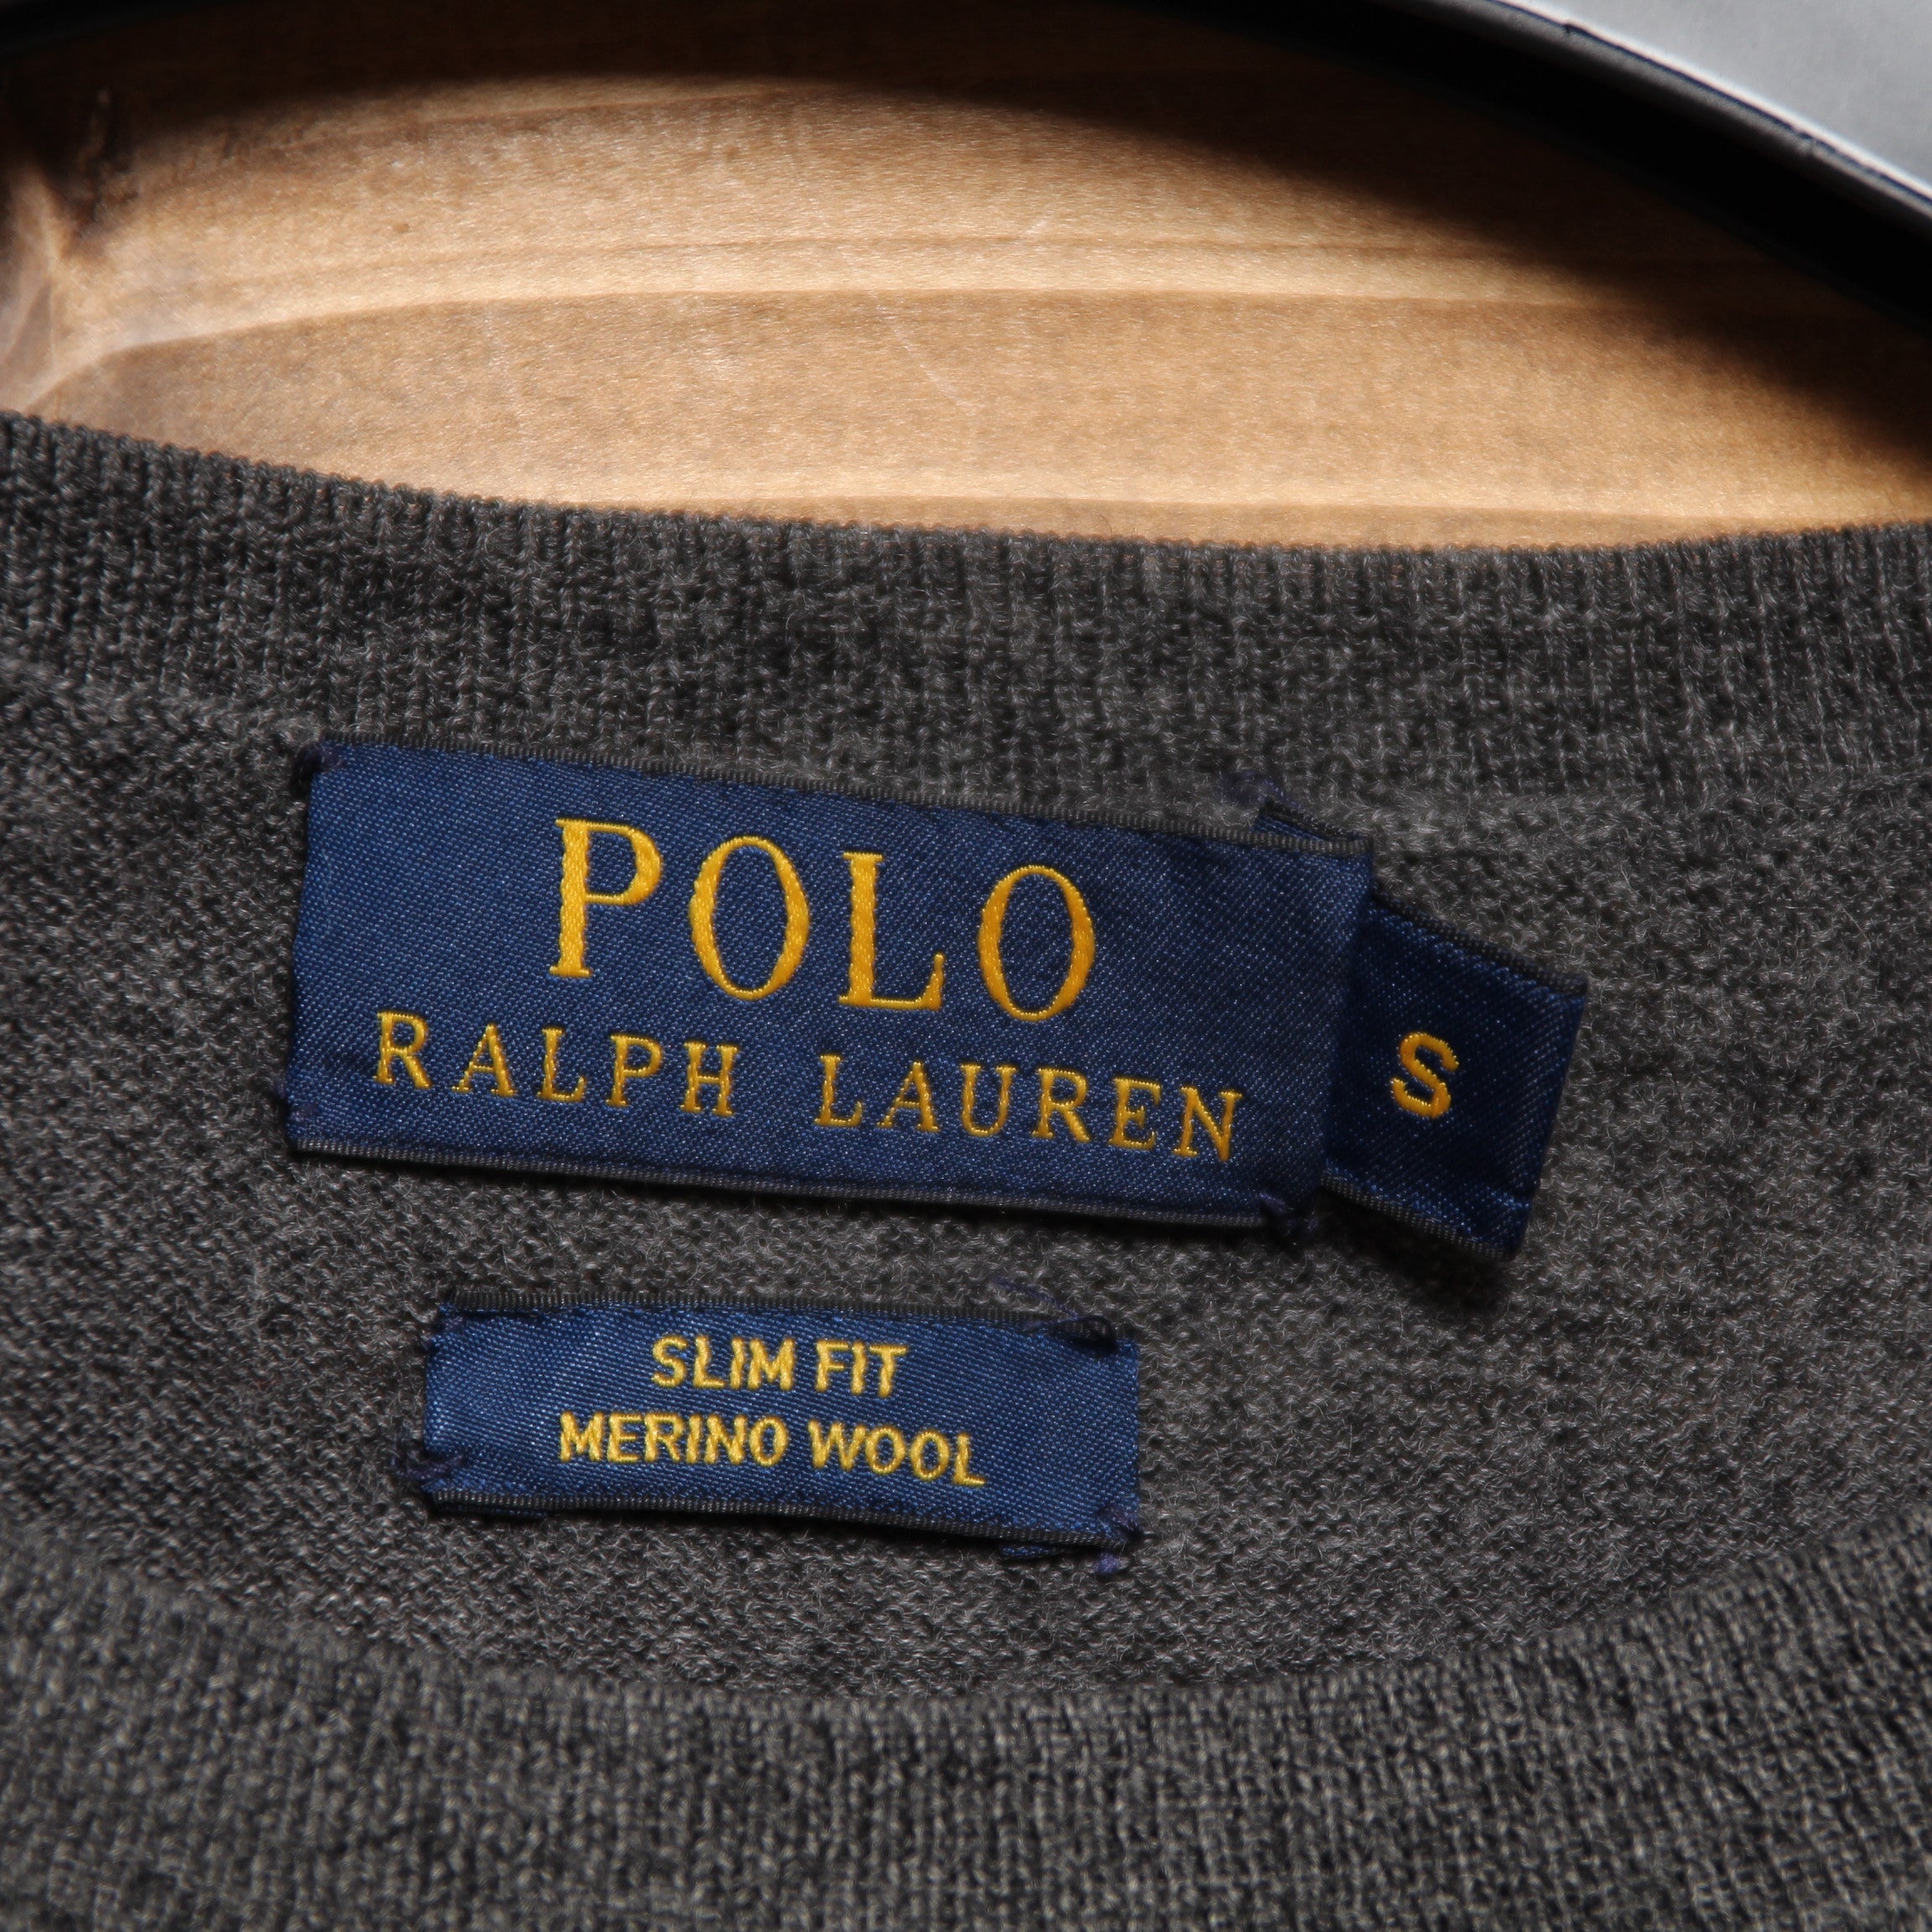 POLO
RALPH LAUREN
S
SLIM FIT
MERINO WOOL